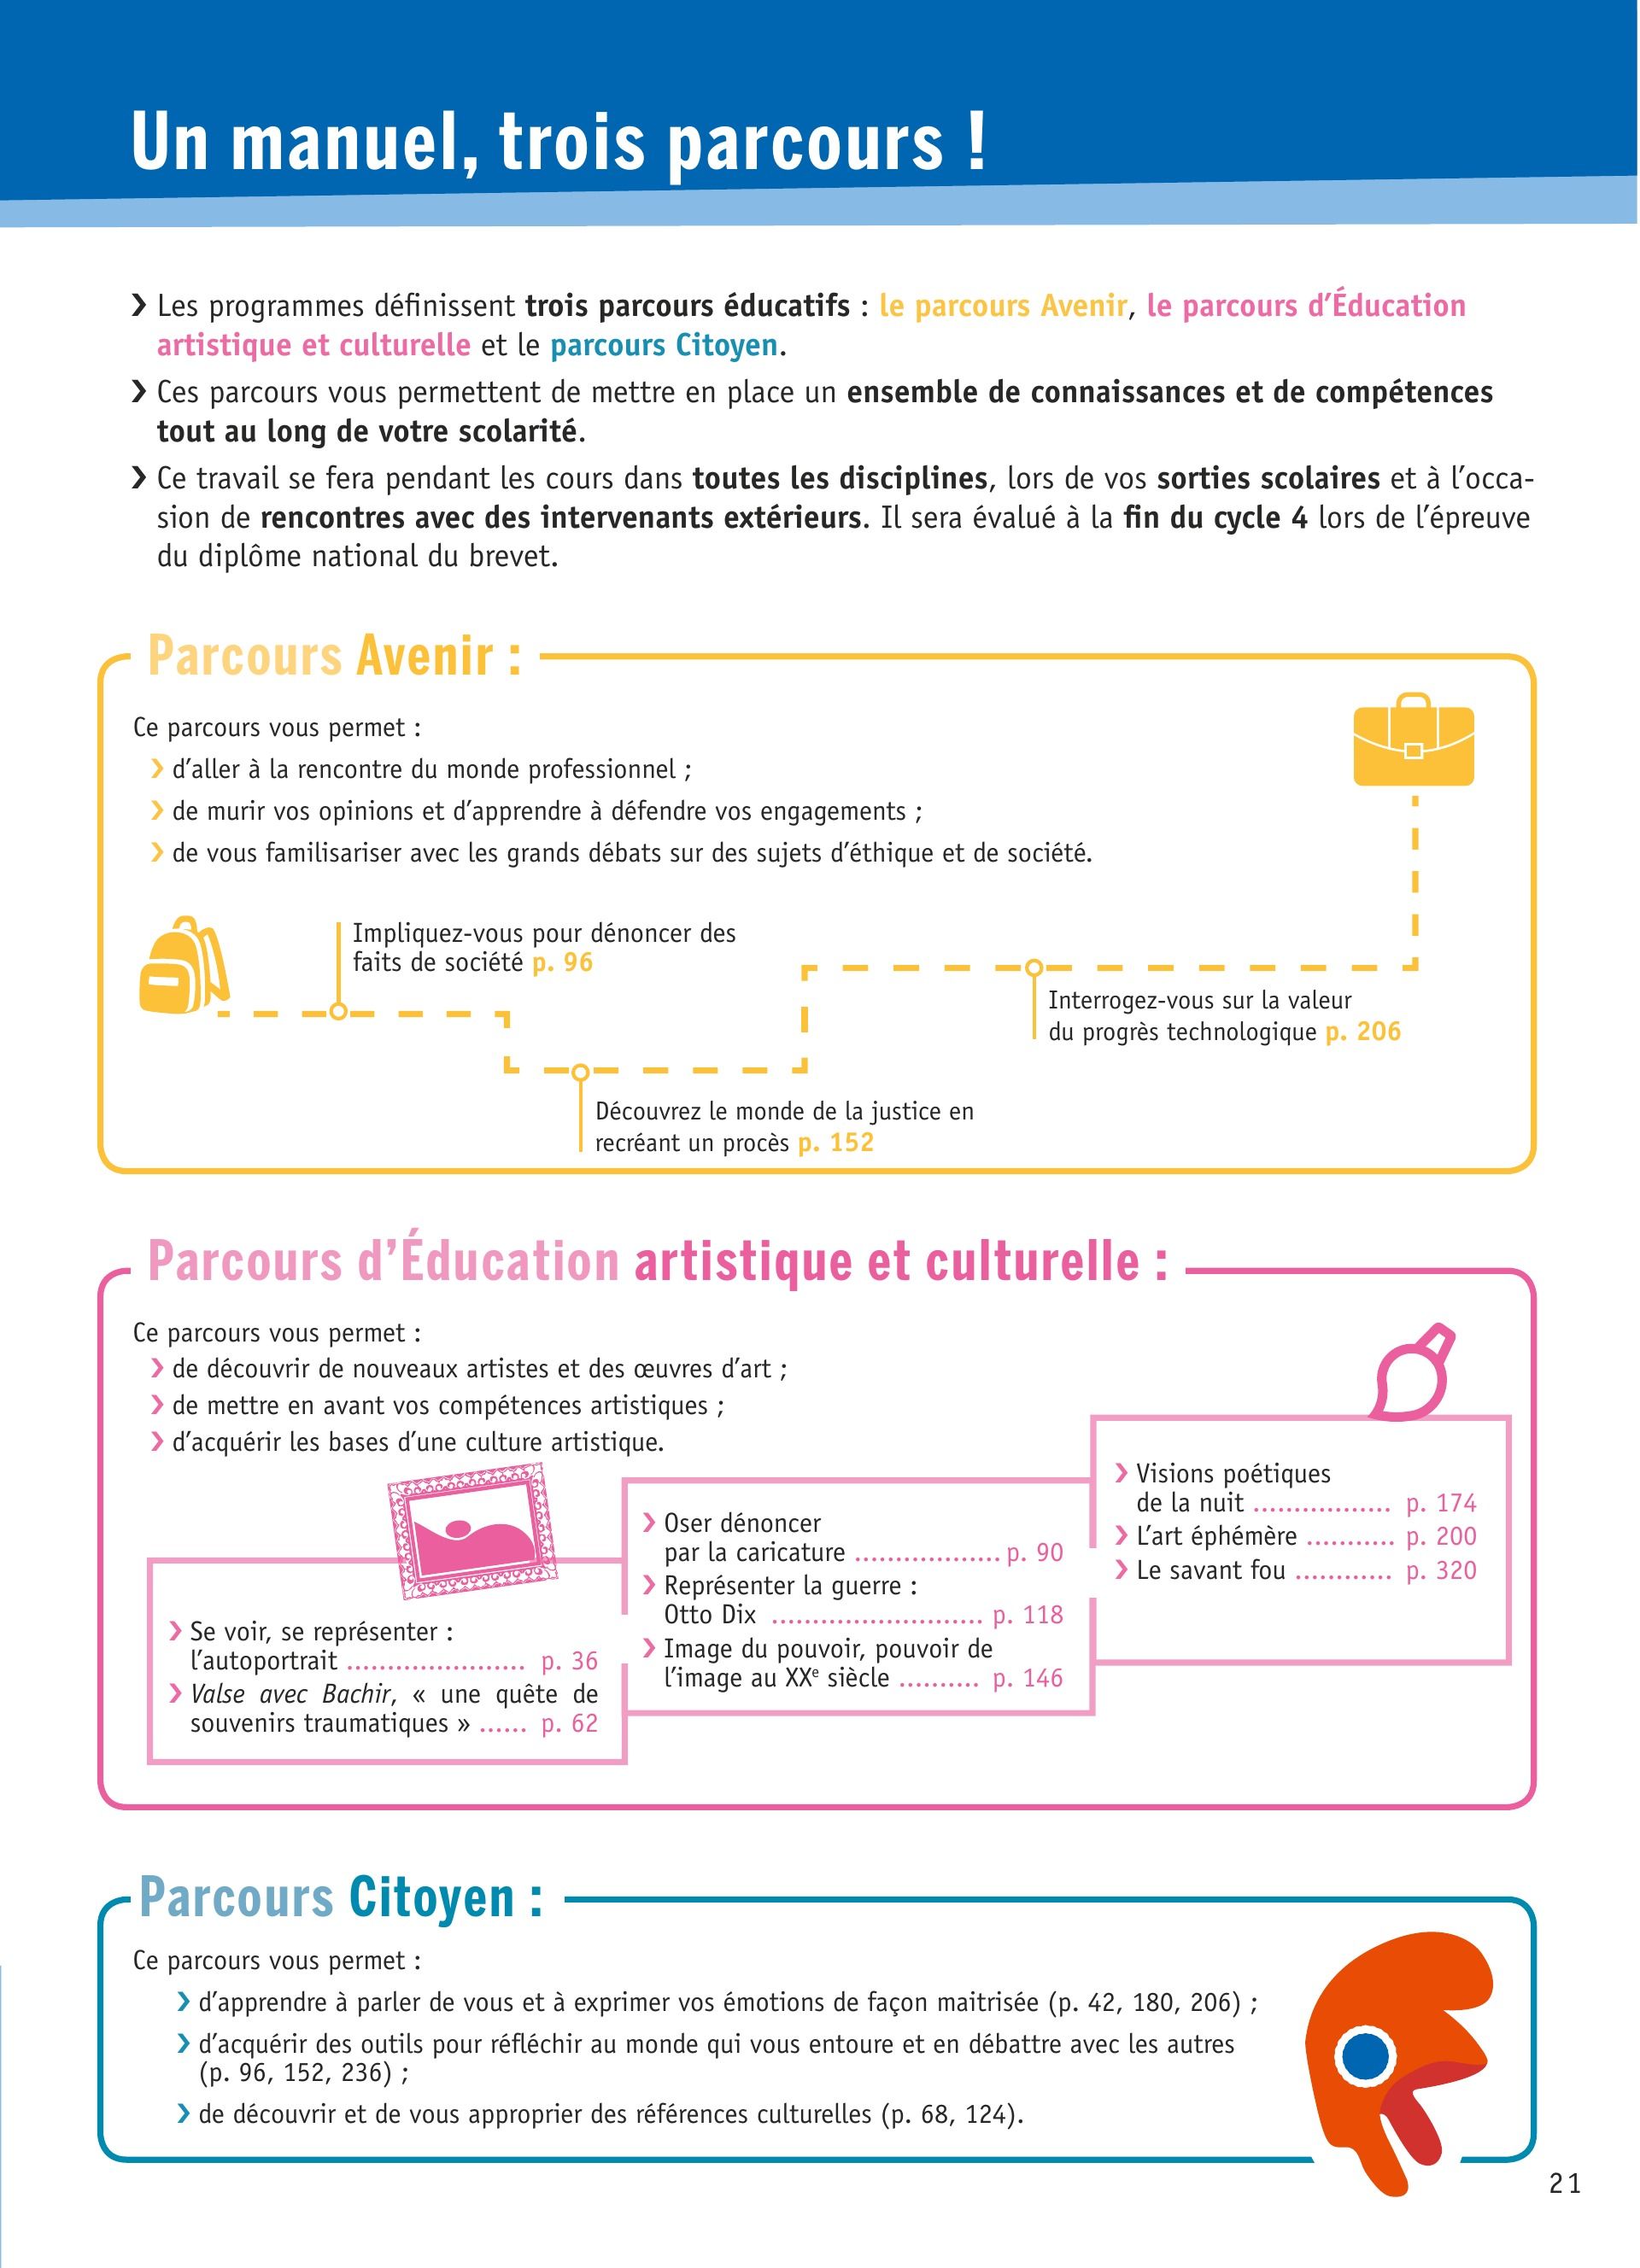 Un manuel, trois parcours !
❯ Les programmes définissent trois parcours éducatifs : le parcours Avenir, le parcours d’Éducation
artistique et culturelle et le parcours Citoyen.
❯ Ces parcours vous permettent de mettre en place un ensemble de connaissances et de compétences
tout au long de votre scolarité.
❯ Ce travail se fera pendant les cours dans toutes les disciplines, lors de vos sorties scolaires et à l’occa-
sion de rencontres avec des intervenants extérieurs. Il sera évalué à la fin du cycle 4 lors de l’épreuve
du diplôme national du brevet.
Parcours Avenir :
Ce parcours vous permet :
❯ d’aller à la rencontre du monde professionnel ;
❯ de murir vos opinions et d’apprendre à défendre vos engagements ;
❯ de vous familisariser avec les grands débats sur des sujets d’éthique et de société.
Impliquez-vous pour dénoncer des
faits de société p. 96
Interrogez-vous sur la valeur
du progrès technologique p. 206
Découvrez le monde de la justice en
recréant un procès p. 152
Parcours d’Éducation artistique et culturelle :
Ce parcours vous permet :
❯ de découvrir de nouveaux artistes et des œuvres d’art ;
❯ de mettre en avant vos compétences artistiques ;
❯ d’acquérir les bases d’une culture artistique.
❯ Se voir, se représenter :
l’autoportrait ...................... p. 36
❯ Valse avec Bachir, « une quête de
souvenirs traumatiques » ...... p. 62
❯ Oser dénoncer
par la caricature .................. p. 90
❯ Représenter la guerre :
Otto Dix .......................... p. 118
❯ Image du pouvoir, pouvoir de
l’image au XXe siècle .......... p. 146
❯ Visions poétiques
de la nuit ................. p. 174
❯ L’art éphémère ........... p. 200
❯ Le savant fou ............ p. 320
Parcours Citoyen :
Ce parcours vous permet :
❯ d’apprendre à parler de vous et à exprimer vos émotions de façon maitrisée (p. 42, 180, 206) ;
❯ d’acquérir des outils pour réfléchir au monde qui vous entoure et en débattre avec les autres
(p. 96, 152, 236) ;
❯ de découvrir et de vous approprier des références culturelles (p. 68, 124).
21